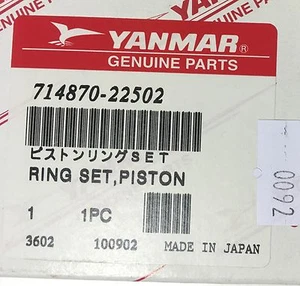 YANMAR®
GENUINE PARTS
714870-22502
ピストンリングSET
RING SET,PISTON
1 1PC
3602 100902 MADE IN JAPAN
0092